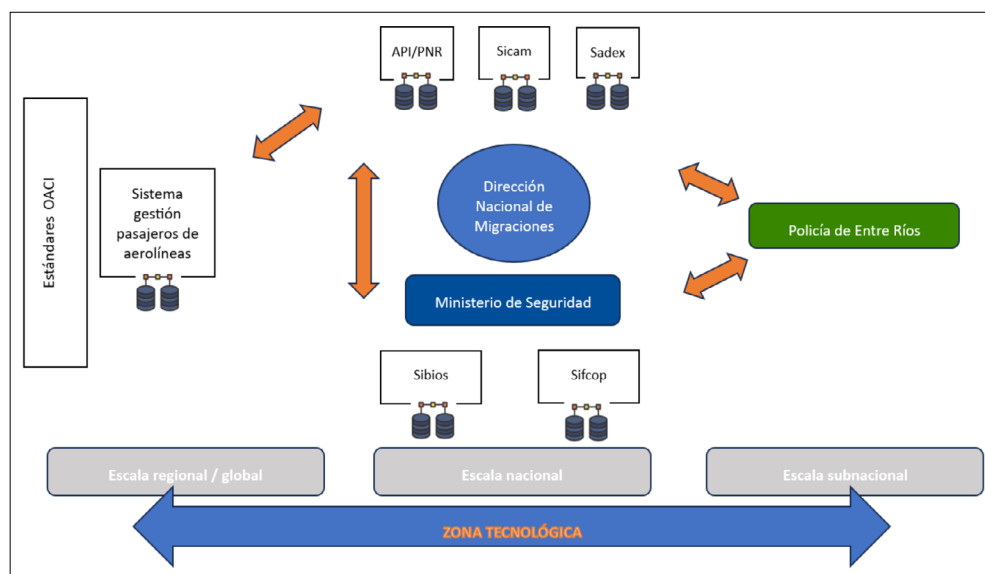 API/PNR
Sicam
Sadex
Estándares OACI
Sistema
gestión
pasajeros de
aerolíneas
Dirección
Nacional de
Migraciones
Policía de Entre Ríos
Ministerio de Seguridad
Sibios
Sifcop
Escala regional / global
Escala nacional
Escala subnacional
ZONA TECNOLÓGICA